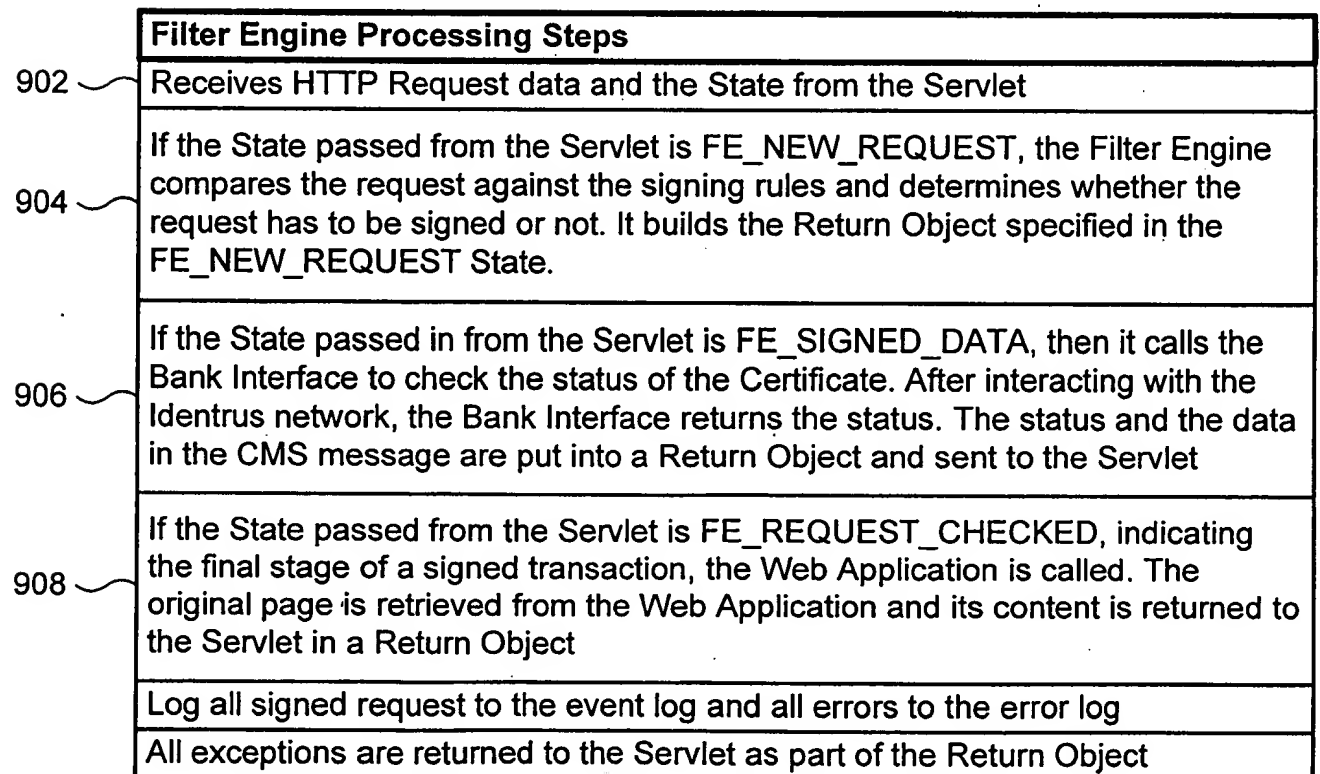 Filter Engine Processing Steps
902 Receives HTTP Request data and the State from the Servlet
If the State passed from the Servlet is FE_NEW_REQUEST, the Filter Engine
compares the request against the signing rules and determines whether the
904 request has to be signed or not. It builds the Return Object specified in the
FE_NEW_REQUEST State.
If the State passed in from the Servlet is FE_SIGNED_DATA, then it calls the
Bank Interface to check the status of the Certificate. After interacting with the
906 Identrus network, the Bank Interface returns the status. The status and the data
in the CMS message are put into a Return Object and sent to the Servlet
If the State passed from the Servlet is FE_REQUEST_CHECKED, indicating
the final stage of a signed transaction, the Web Application is called. The
908 original page is retrieved from the Web Application and its content is returned to
the Servlet in a Return Object
Log all signed request to the event log and all errors to the error log
All exceptions are returned to the Servlet as part of the Return Object